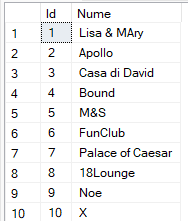 Id Nume
1 1 Lisa & MAry
2 2 Apollo
3 3 Casa di David
4 4 Bound
5 5 M&S
6 6 FunClub
7 7 Palace of Caesar
8 8 18Lounge
9 9 Noe
10 10 X